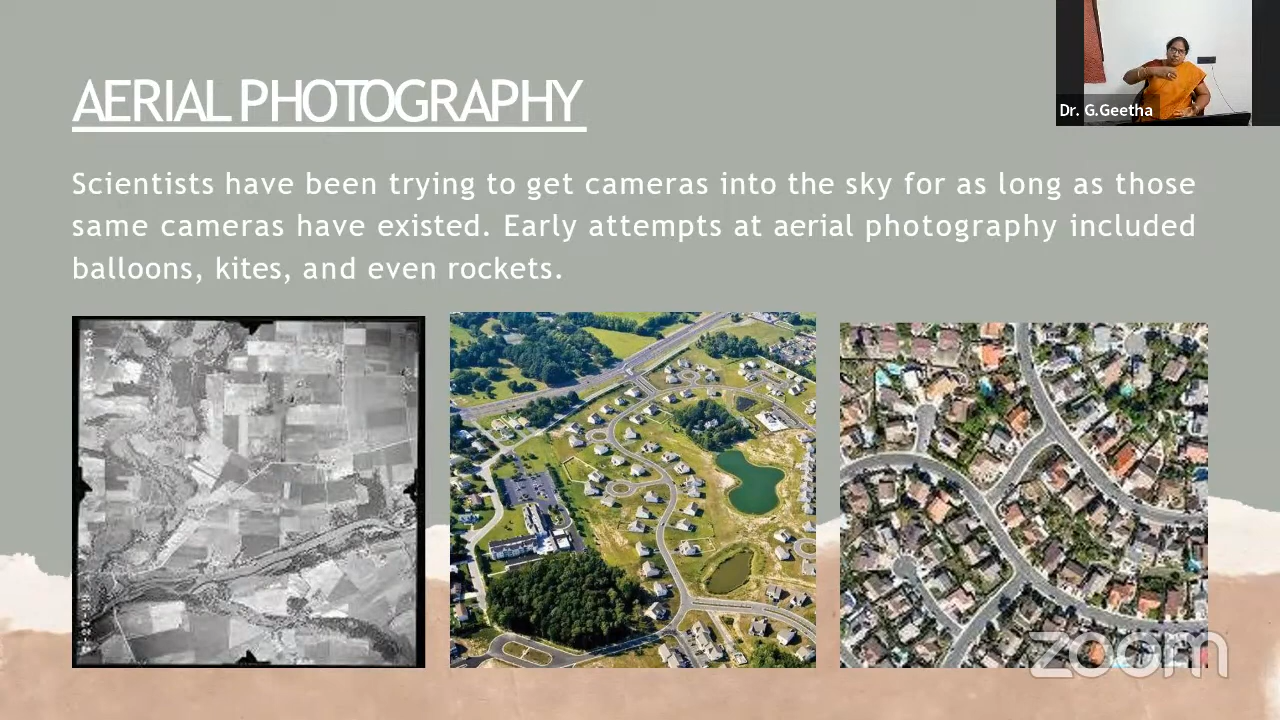 AERIAL PHOTOGRAPHY
Dr. G.Geetha
Scientists have been trying to get cameras into the sky for as long as those
same cameras have existed. Early attempts at aerial photography included
balloons, kites, and even rockets.
zoom